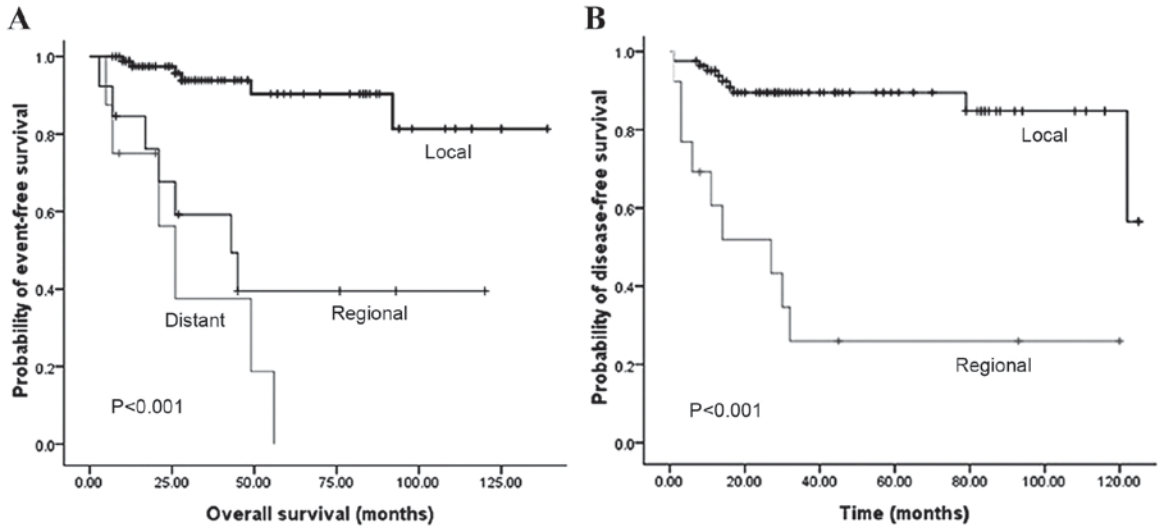 A
Probability of event-free survival
1.0
0.8
0.6
0.4
0.2
0.0
Local
Regional
Distant
P<0.001
0.00 25.00 50.00 75.00 100.00 125.00
Overall survival (months)
B
Probability of disease-free survival
1.0
0.8
0.6
0.4
0.2
0.0
Local
Regional
P<0.001
0.00 20.00 40.00 60.00 80.00 100.00 120.00
Time (months)